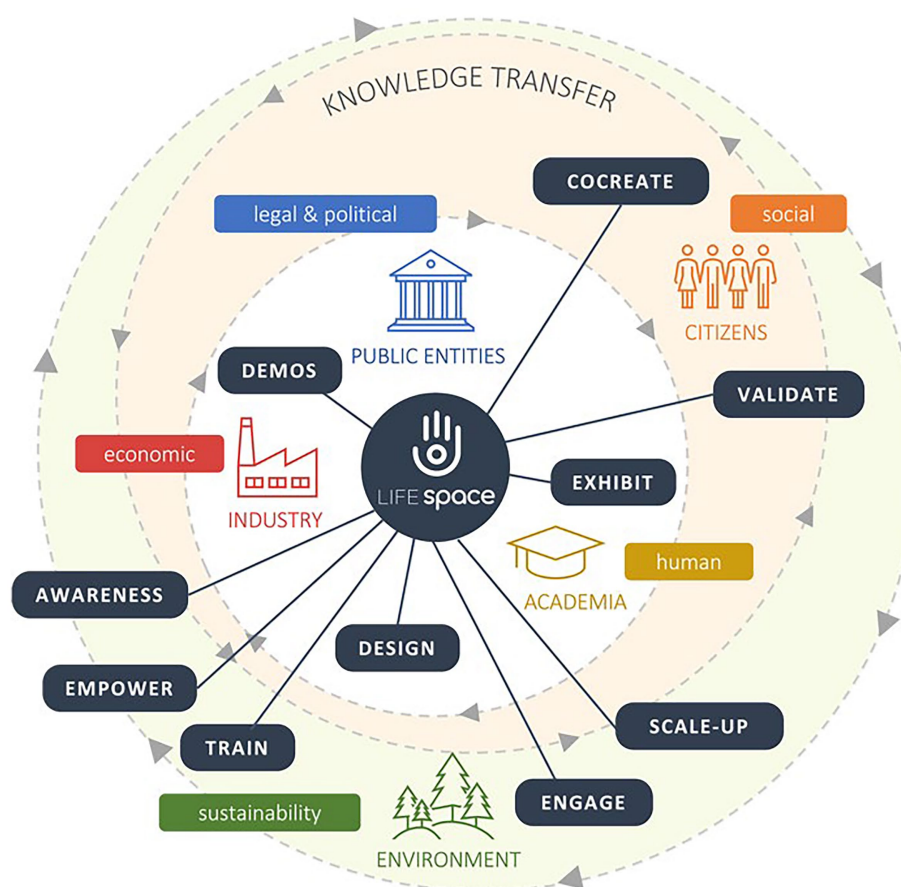 KNOWLEDGE TRANSFER
COCREATE
legal & political
social
PUBLIC ENTITIES
CITIZENS
DEMOS
VALIDATE
economic
LIFE space
EXHIBIT
INDUSTRY
human
ACADEMIA
AWARENESS
DESIGN
EMPOWER
SCALE-UP
TRAIN
ENGAGE
sustainability
ENVIRONMENT